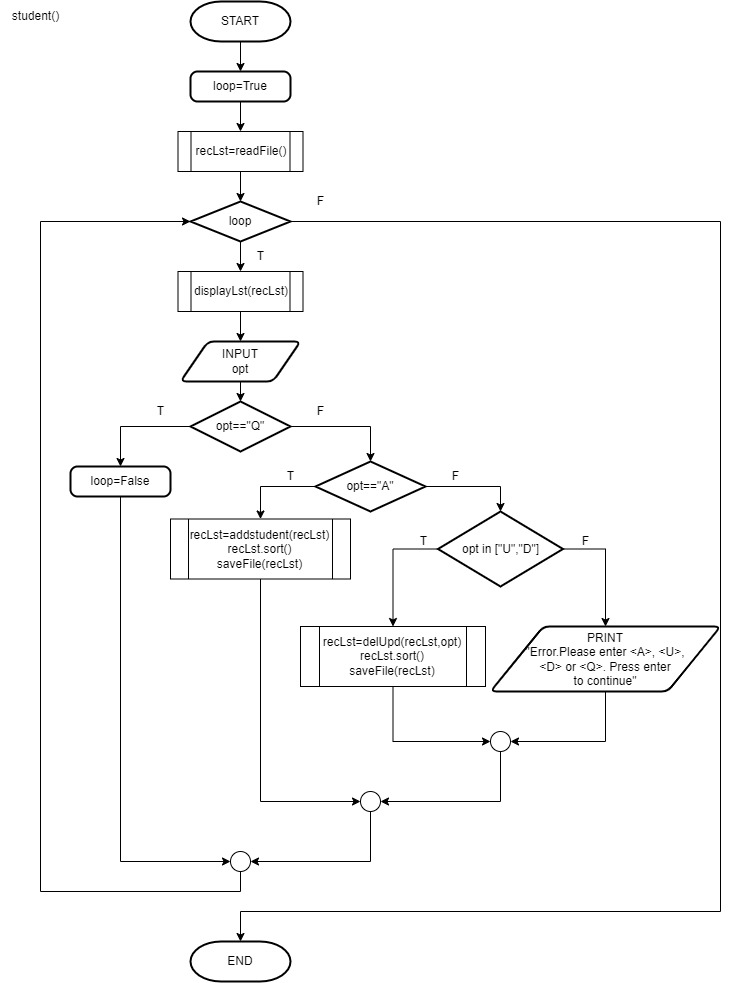 student()
START
loop=True
recLst=readFile()
F
loop
T
displayLst(recLst)
INPUT
opt
T
F
opt=="Q"
T
F
loop=False
opt=="A"
recLst=addstudent(recLst)
recLst.sort()
saveFile(recLst)
T
F
opt in ["U","D"]
recLst=delUpd(recLst,opt)
recLst.sort()
saveFile(recLst)
PRINT
"Error.Please enter <A>, <U>,
<D> or <Q>. Press enter
to continue"
END